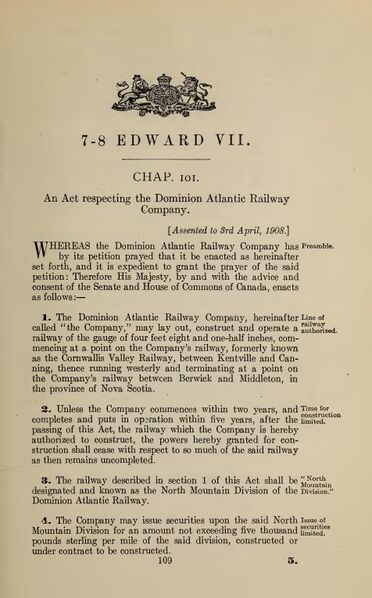 7-8 EDWARD VII.
CHAP. 101.
An Act respecting the Dominion Atlantic Railway
Company.
[Assented to 3rd April, 1908.]
WHEREAS the Dominion Atlantic Railway Company has Preamble.
by its petition prayed that it be enacted as hereinafter
set forth, and it is expedient to grant the prayer of the said
petition: Therefore His Majesty, by and with the advice and
consent of the Senate and House of Commons of Canada, enacts
as follows:—
1. The Dominion Atlantic Railway Company, hereinafter Line of
called "the Company," may lay out, construct and operate a railway
authorized.
railway of the gauge of four feet eight and one-half inches, com-
mencing at a point on the Company's railway, formerly known
as the Cornwallis Valley Railway, between Kentville and Can-
ning, thence running westerly and terminating at a point on
the Company's railway between Berwick and Middleton, in
the province of Nova Scotia.
2. Unless the Company commences within two years, and Time for
construction
completes and puts in operation within five years, after the limited.
passing of this Act, the railway which the Company is hereby
authorized to construct, the powers hereby granted for con-
struction shall cease with respect to so much of the said railway
as then remains uncompleted.
3. The railway described in section 1 of this Act shall be "North
Mountain
designated and known as the North Mountain Division of the Division."
Dominion Atlantic Railway.
4. The Company may issue securities upon the said North Issue of
securities
Mountain Division for an amount not exceeding five thousand limited.
pounds sterling per mile of the said division, constructed or
under contract to be constructed.
109 5.